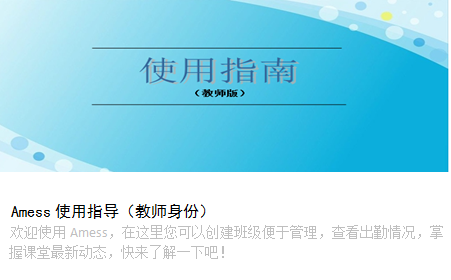 使用指南
（教师版）
Amess 使用指导（教师身份）
欢迎使用 Amess，在这里您可以创建班级便于管理，查看出勤情况，掌
握课堂最新动态，快来了解一下吧！